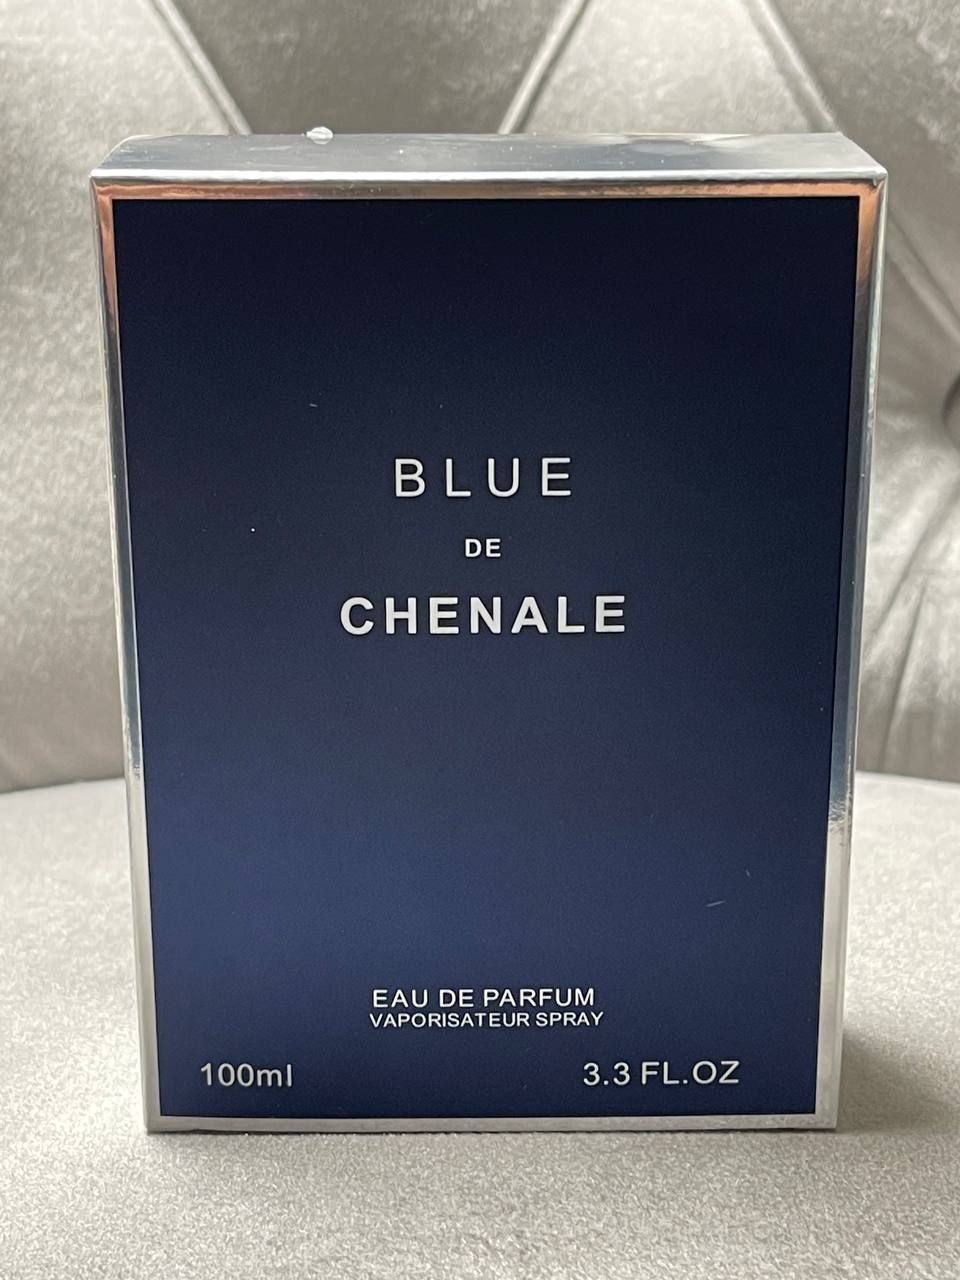 BLUE
DE
CHENALE
EAU DE PARFUM
VAPORISATEUR SPRAY
100ml 3.3 FL.OZ